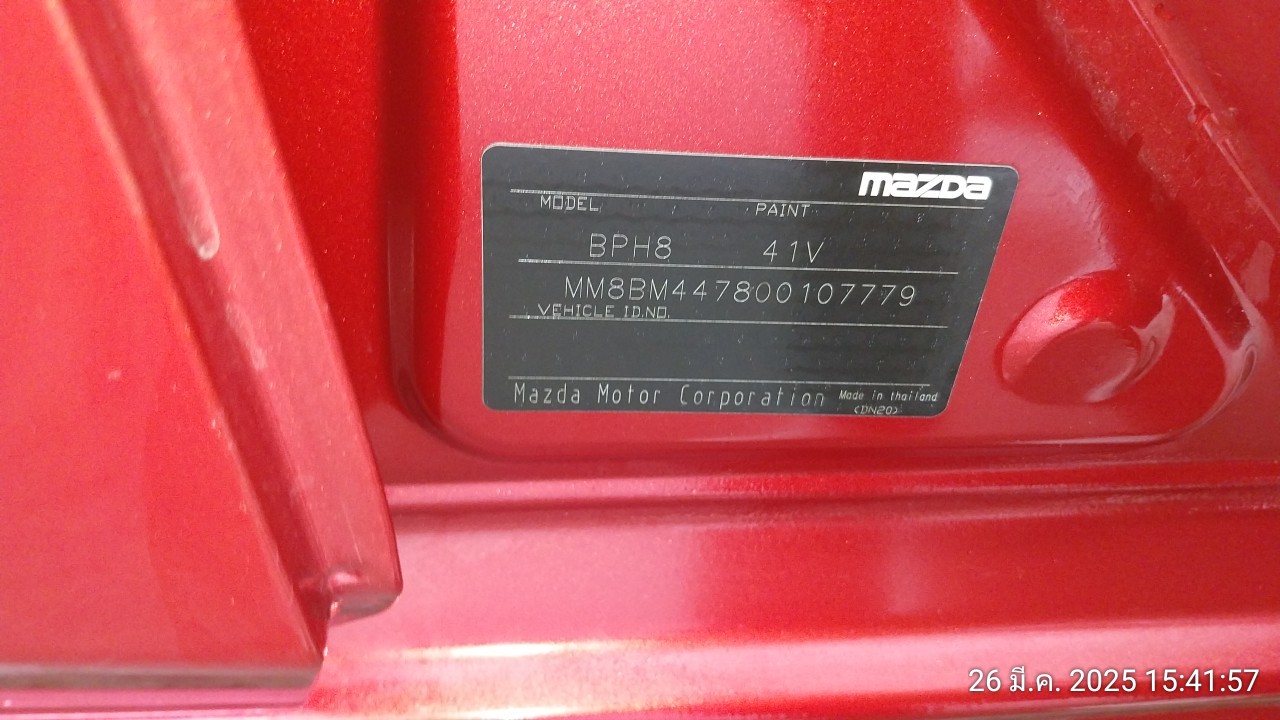 mazda
MODEL PAINT
BPH8 41V
MM8BM447800107779
VEHICLE ID.NO.
Mazda Motor Corporation Made in thailand
<DN20>
26 มี.ค. 2025 15:41:57